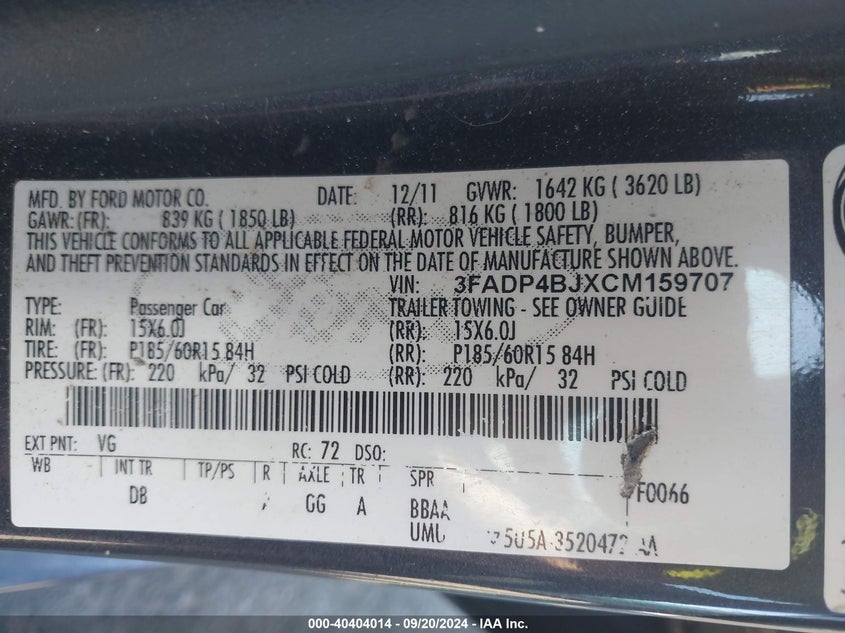 MFD. BY FORD MOTOR CO. DATE: 12/11 GVWR: 1642 KG ( 3620 LB)
GAWR: (FR): 839 KG ( 1850 LB) (RR): 816 KG ( 1800 LB)
THIS VEHICLE CONFORMS TO ALL APPLICABLE FEDERAL MOTOR VEHICLE SAFETY, BUMPER,
AND THEFT PREVENTION STANDARDS IN EFFECT ON THE DATE OF MANUFACTURE SHOWN ABOVE.
VIN: 3FADP4BJXCM159707
TYPE: Passenger Car TRAILER TOWING - SEE OWNER GUIDE
RIM: (FR): 15X6.0J (RR): 15X6.0J
TIRE: (FR): P185/60R15 84H (RR): P185/60R15 84H
PRESSURE: (FR): 220 kPa/ 32 PSI COLD (RR): 220 kPa/ 32 PSI COLD
EXT PNT: VG RC: 72 DSO:
WB INT TR TP/PS R AXLE TR SPR
DB GG A BBAA F0066
UMU 5U5A-3520472-AA
000-40404014 - 09/20/2024 - IAA Inc.